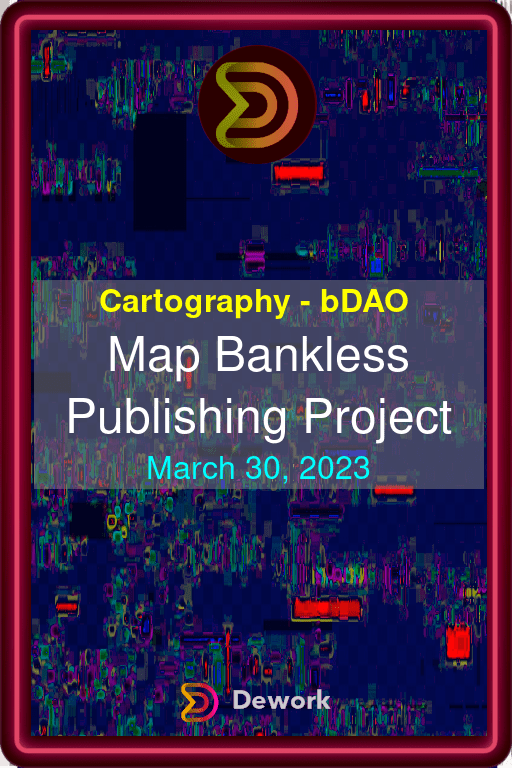 Cartography - bDAO
Map Bankless
Publishing Project
March 30, 2023
Dework